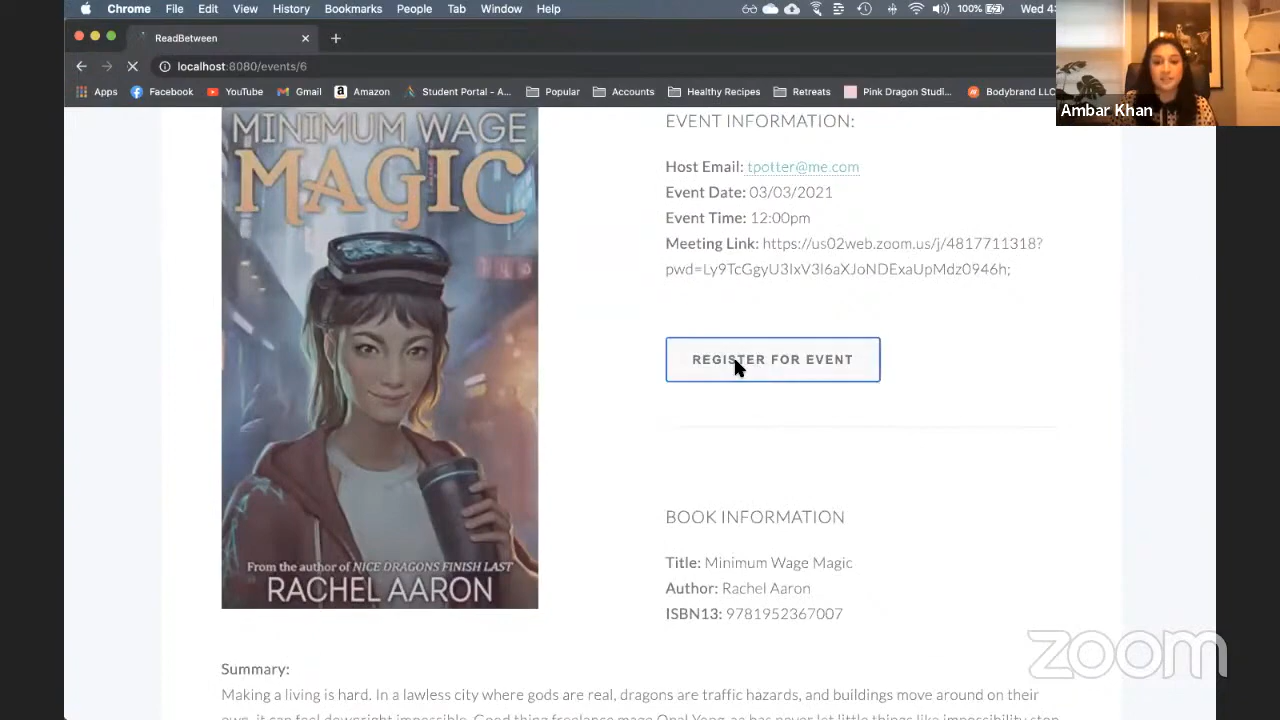 Chrome File Edit View History Bookmarks People Tab Window Help 100% Wed 4:
ReadBetween
localhost:8080/events/6
Apps Facebook YouTube Gmail Amazon Student Portal - A... Popular Accounts Healthy Recipes Retreats Pink Dragon Studi... Bodybrand LLC
Ambar Khan
MINIMUM WAGE
MAGIC
From the author of NICE DRAGONS FINISH LAST
RACHEL AARON
EVENT INFORMATION:
Host Email: tpotter@me.com
Event Date: 03/03/2021
Event Time: 12:00pm
Meeting Link: https://us02web.zoom.us/j/4817711318?
pwd=Ly9TcGgyU3IxV3I6aXJoNDExaUpMdz0946h;
REGISTER FOR EVENT
BOOK INFORMATION
Title: Minimum Wage Magic
Author: Rachel Aaron
ISBN13: 9781952367007
zoom
Summary:
Making a living is hard. In a lawless city where gods are real, dragons are traffic hazards, and buildings move around on their